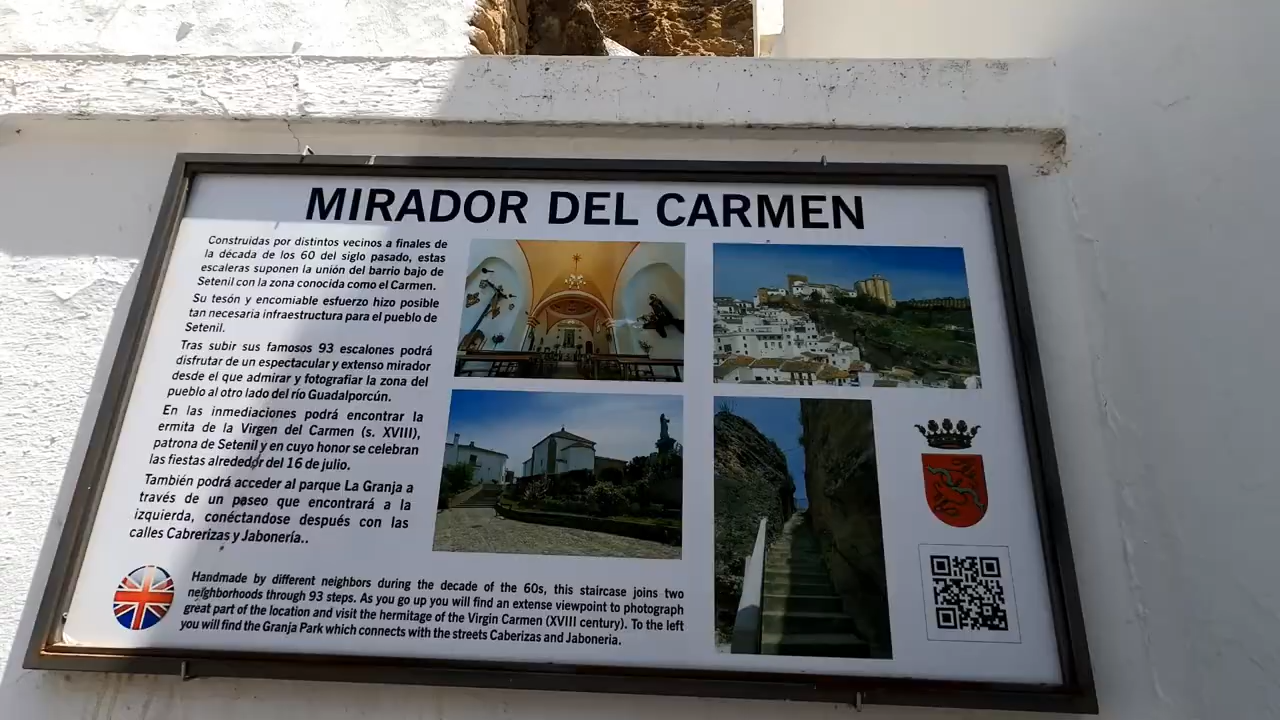 MIRADOR DEL CARMEN
Construidas por distintos vecinos a finales de
la década de los 60 del siglo pasado, estas
escaleras suponen la unión del barrio bajo de
Setenil con la zona conocida como el Carmen.
Su tesón y encomiable esfuerzo hizo posible
tan necesaria infraestructura para el pueblo de
Setenil.
Tras subir sus famosos 93 escalones podrá
disfrutar de un espectacular y extenso mirador
desde el que admirar y fotografiar la zona del
pueblo al otro lado del río Guadalporcún.
En las inmediaciones podrá encontrar la
ermita de la Virgen del Carmen (s. XVIII),
patrona de Setenil y en cuyo honor se celebran
las fiestas alrededor del 16 de julio.
También podrá acceder al parque La Granja a
través de un paseo que encontrará a la
izquierda, conéctandose después con las
calles Cabrerizas y Jabonería..
Handmade by different neighbors during the decade of the 60s, this staircase joins two
neighborhoods through 93 steps. As you go up you will find an extense viewpoint to photograph
great part of the location and visit the hermitage of the Virgin Carmen (XVIII century). To the left
you will find the Granja Park which connects with the streets Caberizas and Jaboneria.